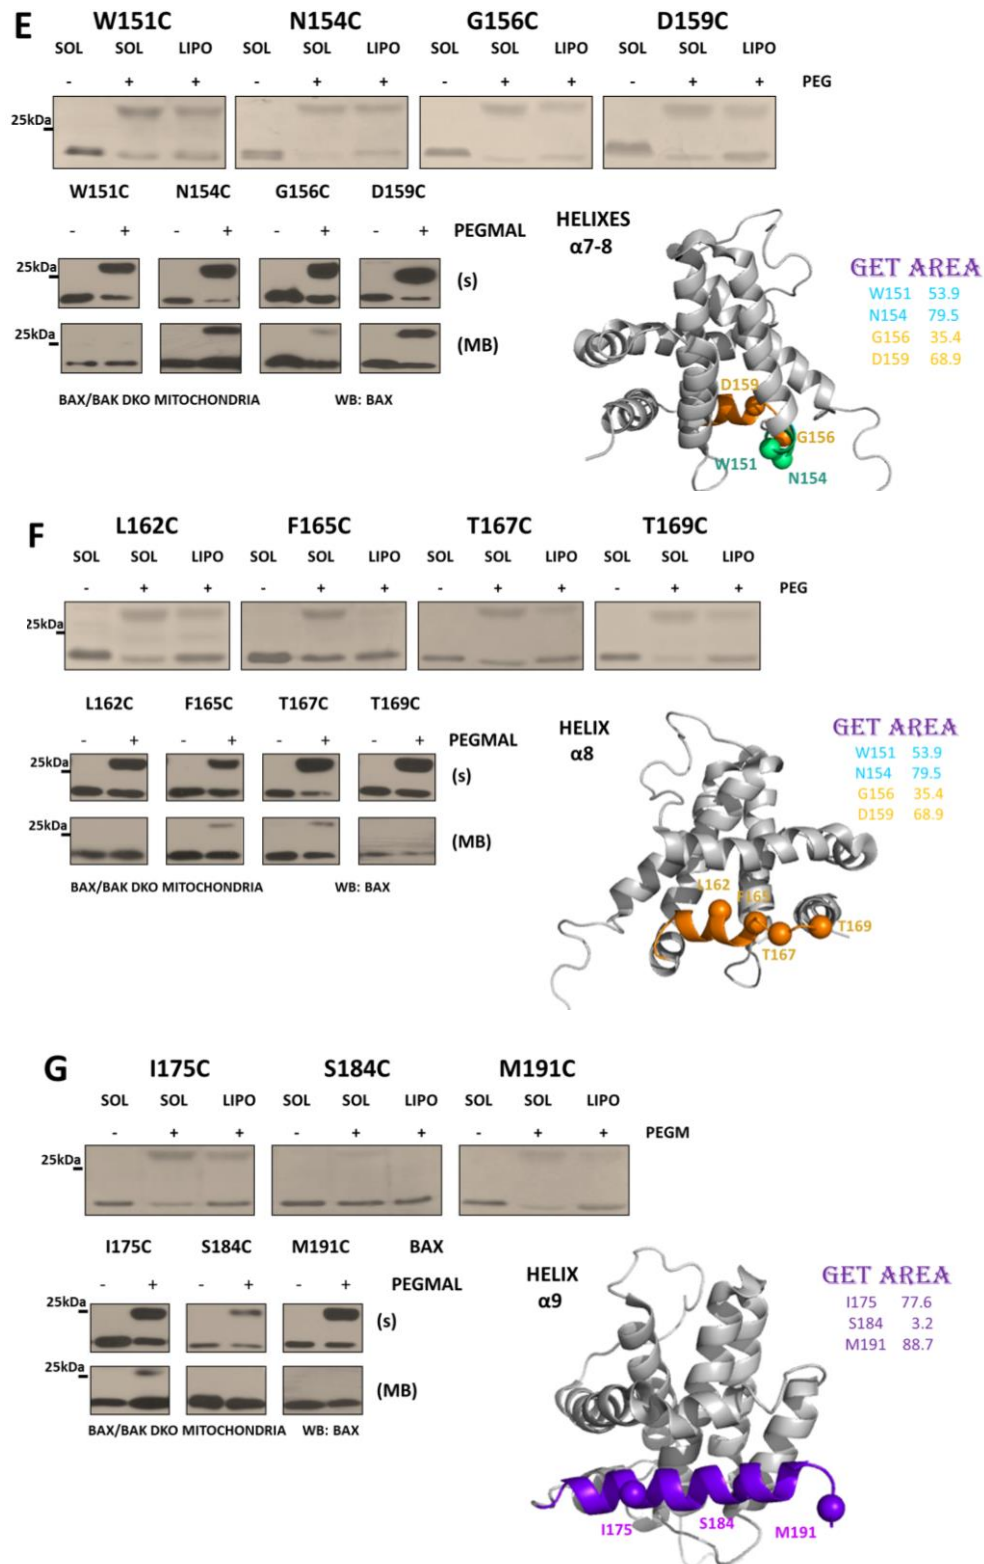 E
W151C N154C G156C D159C
SOL SOL LIPO SOL SOL LIPO SOL SOL LIPO SOL SOL LIPO
- + + - + + - + + - + + PEG
25kDa
W151C N154C G156C D159C
- + - + - + - + PEGMAL
25kDa (s)
25kDa (MB)
BAX/BAK DKO MITOCHONDRIA WB: BAX
HELIXES
α7-8
D159
G156
W151
N154
GET AREA
W151 53.9
N154 79.5
G156 35.4
D159 68.9
F
L162C F165C T167C T169C
SOL SOL LIPO SOL SOL LIPO SOL SOL LIPO SOL SOL LIPO
- + + - + + - + + - + + PEG
25kDa
L162C F165C T167C T169C
- + - + - + - + PEGMAL
25kDa (s)
25kDa (MB)
BAX/BAK DKO MITOCHONDRIA WB: BAX
HELIX
α8
L162
F165
T169
T167
GET AREA
W151 53.9
N154 79.5
G156 35.4
D159 68.9
G
I175C S184C M191C
SOL SOL LIPO SOL SOL LIPO SOL SOL LIPO
- + + - + + - + + PEGM
25kDa
I175C S184C M191C BAX
- + - + - + PEGMAL
25kDa (s)
25kDa (MB)
BAX/BAK DKO MITOCHONDRIA WB: BAX
HELIX
α9
I175
S184
M191
GET AREA
I175 77.6
S184 3.2
M191 88.7